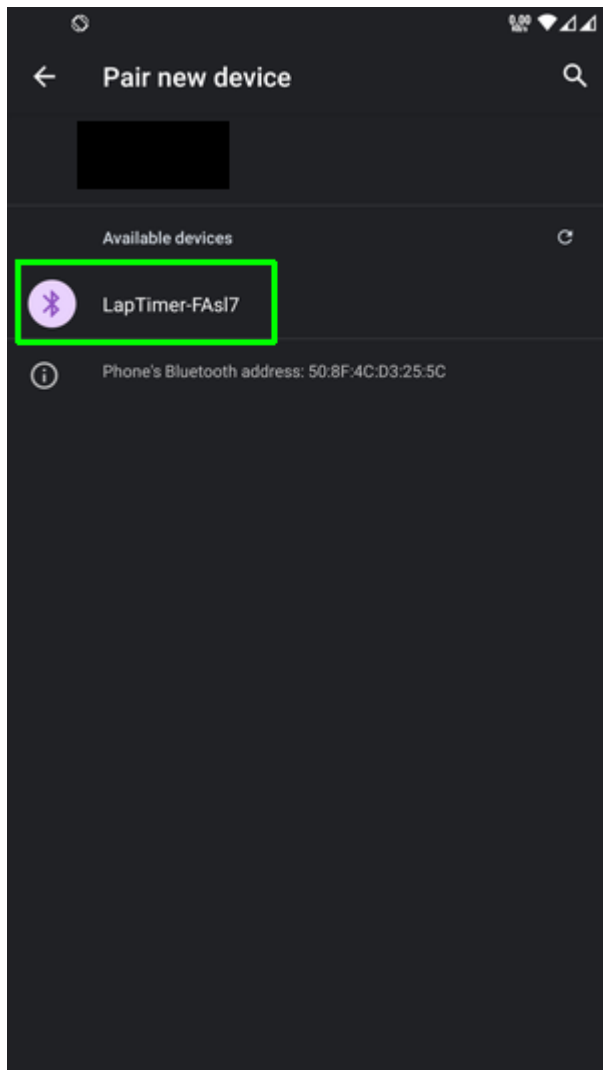 Pair new device
Available devices
LapTimer-FAsl7
Phone's Bluetooth address: 50:8F:4C:D3:25:5C